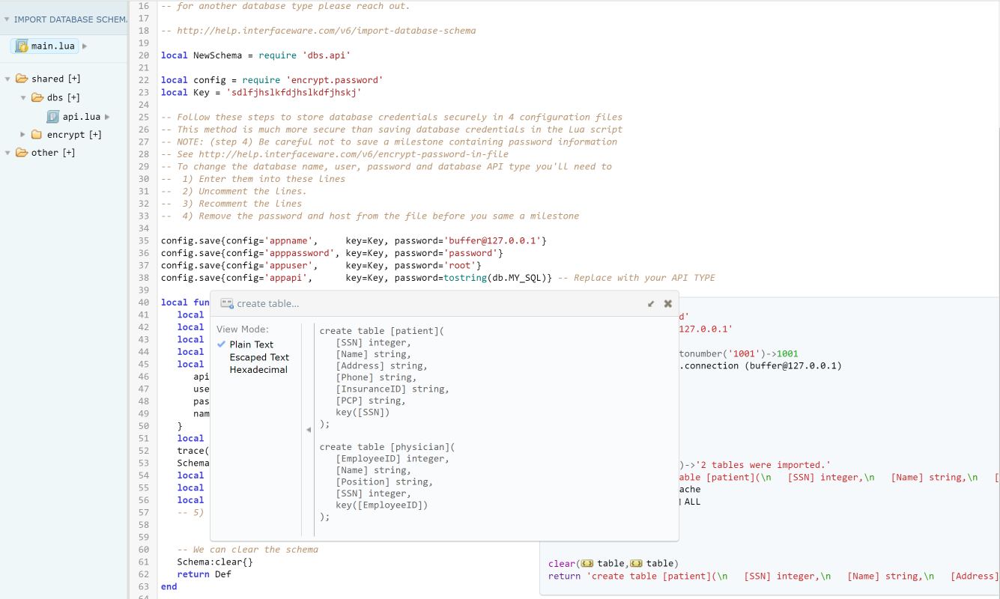 IMPORT DATABASE SCHEM
main.lua
shared [+]
dbs [+]
api.lua
encrypt [+]
other [+]
16 -- for another database type please reach out.
17
18 -- http://help.interfaceware.com/v6/import-database-schema
19
20 local NewSchema = require 'dbs.api'
21
22 local config = require 'encrypt.password'
23 local Key = 'sdlfjhslkfdjhslkdfjhskj'
24
25 -- Follow these steps to store database credentials securely in 4 configuration files
26 -- This method is much more secure than saving database credentials in the Lua script
27 -- NOTE: (step 4) Be careful not to save a milestone containing password information
28 -- See http://help.interfaceware.com/v6/encrypt-password-in-file
29 -- To change the database name, user, password and database API type you'll need to
30 --  1) Enter them into these lines
31 --  2) Uncomment the lines.
32 --  3) Recomment the lines
33 --  4) Remove the password and host from the file before you same a milestone
34
35 config.save{config='appname',     key=Key, password='buffer@127.0.0.1'}
36 config.save{config='apppassword', key=Key, password='password'}
37 config.save{config='appuser',     key=Key, password='root'}
38 config.save{config='appapi',      key=Key, password=tostring(db.MY_SQL)} -- Replace with your API TYPE
39
40 local fun
41    local
42    local
43    local
44    local
45    local
46       api
47       use
48       pas
49       nam
50    }
51    local
52    trace(
53    Schema
54    local
55    local
56    local
57    -- 5)
58
59
60    -- We can clear the schema
61    Schema:clear{}
62    return Def
63 end
64
create table...
View Mode:
Plain Text
Escaped Text
Hexadecimal
create table [patient](
   [SSN] integer,
   [Name] string,
   [Address] string,
   [Phone] string,
   [InsuranceID] string,
   [PCP] string,
   key([SSN])
);
create table [physician](
   [EmployeeID] integer,
   [Name] string,
   [Position] string,
   [SSN] integer,
   key([EmployeeID])
);
d'
127.0.0.1'
tonumber('1001')->1001
.connection (buffer@127.0.0.1)
)->'2 tables were imported.'
able [patient](\n   [SSN] integer,\n   [Name] string,\n   [
ache
ALL
clear( table, table)
return 'create table [patient](\n   [SSN] integer,\n   [Name] string,\n   [Address]